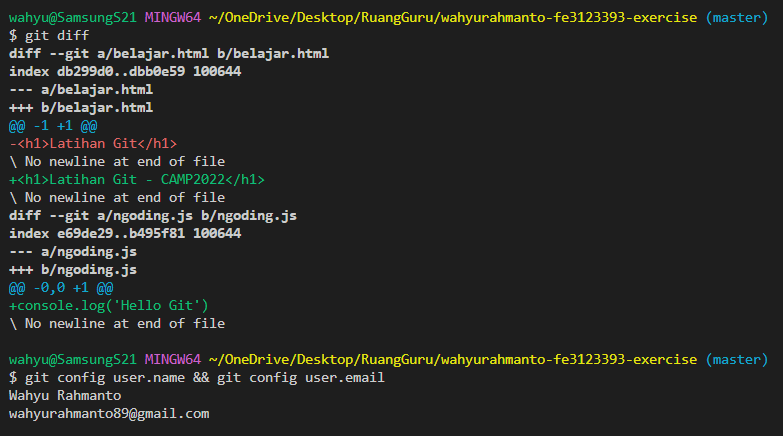 wahyu@SamsungS21 MINGW64 ~/OneDrive/Desktop/RuangGuru/wahyurahmanto-fe3123393-exercise (master)
$ git diff
diff --git a/belajar.html b/belajar.html
index db299d0..dbb0e59 100644
--- a/belajar.html
+++ b/belajar.html
@@ -1 +1 @@
-<h1>Latihan Git</h1>
\ No newline at end of file
+<h1>Latihan Git - CAMP2022</h1>
\ No newline at end of file
diff --git a/ngoding.js b/ngoding.js
index e69de29..b495f81 100644
--- a/ngoding.js
+++ b/ngoding.js
@@ -0,0 +1 @@
+console.log('Hello Git')
\ No newline at end of file
wahyu@SamsungS21 MINGW64 ~/OneDrive/Desktop/RuangGuru/wahyurahmanto-fe3123393-exercise (master)
$ git config user.name && git config user.email
Wahyu Rahmanto
wahyurahmanto89@gmail.com